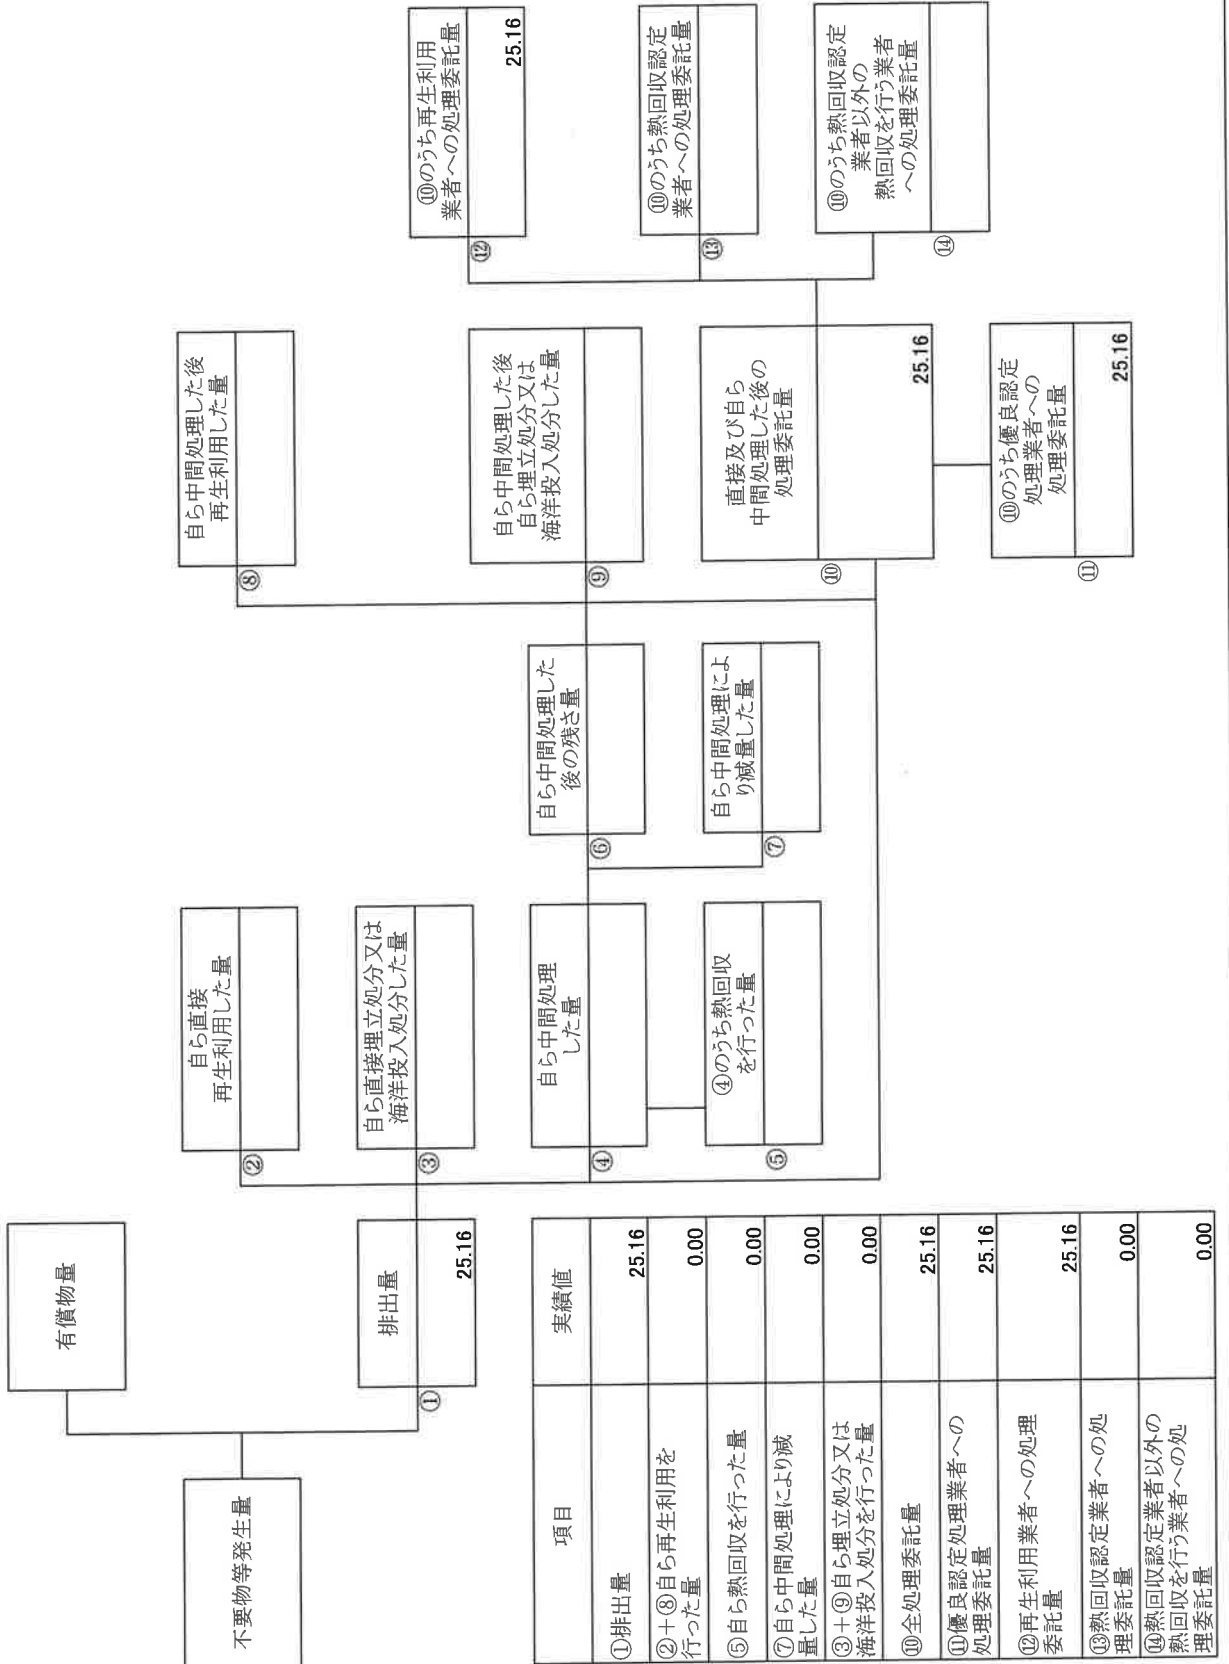 不要物等発生量
有償物量
排出量
① 25.16
自ら直接
再生利用した量
②
自ら直接埋立処分又は
海洋投入処分した量
③
自ら中間処理
した量
④
④のうち熱回収
を行った量
⑤
自ら中間処理した
後の残さ量
⑥
自ら中間処理によ
り減量した量
⑦
自ら中間処理した後
再生利用した量
⑧
自ら中間処理した後
自ら埋立処分又は
海洋投入処分した量
⑨
直接及び自ら
中間処理した後の
処理委託量
⑩ 25.16
⑩のうち優良認定
処理業者への
処理委託量
⑪ 25.16
⑩のうち再生利用
業者への処理委託量
⑫ 25.16
⑩のうち熱回収認定
業者への処理委託量
⑬
⑩のうち熱回収認定
業者以外の
熱回収を行う業者
への処理委託量
⑭
項目 実績値
①排出量 25.16
②+⑧自ら再生利用を
行った量 0.00
⑤自ら熱回収を行った量 0.00
⑦自ら中間処理により減
量した量 0.00
③+⑨自ら埋立処分又は
海洋投入処分を行った量 0.00
⑩全処理委託量 25.16
⑪優良認定処理業者への
処理委託量 25.16
⑫再生利用業者への処理
委託量 25.16
⑬熱回収認定業者への処
理委託量 0.00
⑭熱回収認定業者以外の
熱回収を行う業者への処
理委託量 0.00